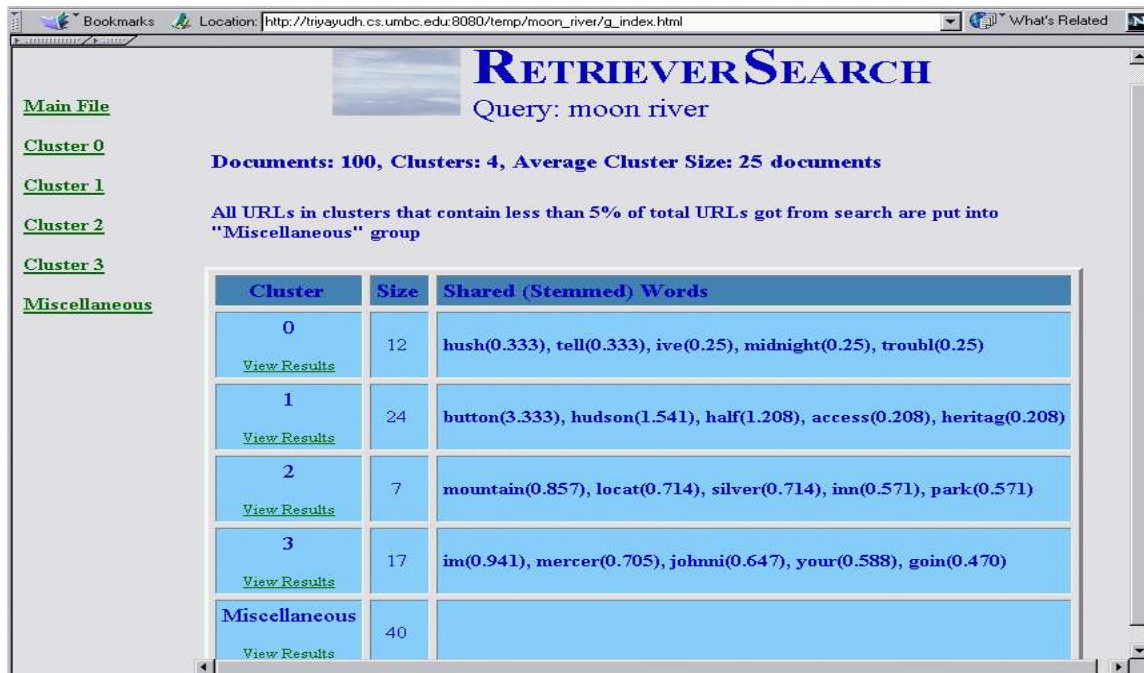 Bookmarks Location: http://triyayudh.cs.umbc.edu:8080/temp/moon_river/g_index.html What's Related N
RETRIEVERSEARCH
Query: moon river
Main File
Cluster 0
Cluster 1
Cluster 2
Cluster 3
Miscellaneous
Documents: 100, Clusters: 4, Average Cluster Size: 25 documents
All URLs in clusters that contain less than 5% of total URLs got from search are put into
"Miscellaneous" group
Cluster Size Shared (Stemmed) Words
0
View Results
12 hush(0.333), tell(0.333), ive(0.25), midnight(0.25), troubl(0.25)
1
View Results
24 button(3.333), hudson(1.541), half(1.208), access(0.208), heritag(0.208)
2
View Results
7 mountain(0.857), locat(0.714), silver(0.714), inn(0.571), park(0.571)
3
View Results
17 im(0.941), mercer(0.705), johnni(0.647), your(0.588), goin(0.470)
Miscellaneous
View Results
40